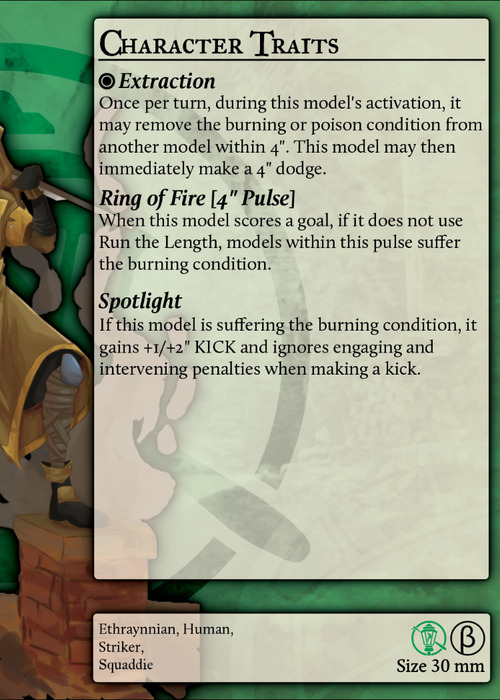 Character Traits
Extraction
Once per turn, during this model's activation, it
may remove the burning or poison condition from
another model within 4". This model may then
immediately make a 4" dodge.
Ring of Fire [4" Pulse]
When this model scores a goal, if it does not use
Run the Length, models within this pulse suffer
the burning condition.
Spotlight
If this model is suffering the burning condition, it
gains +1/+2" KICK and ignores engaging and
intervening penalties when making a kick.
Ethraynnian, Human,
Striker,
Squaddie
β
Size 30 mm